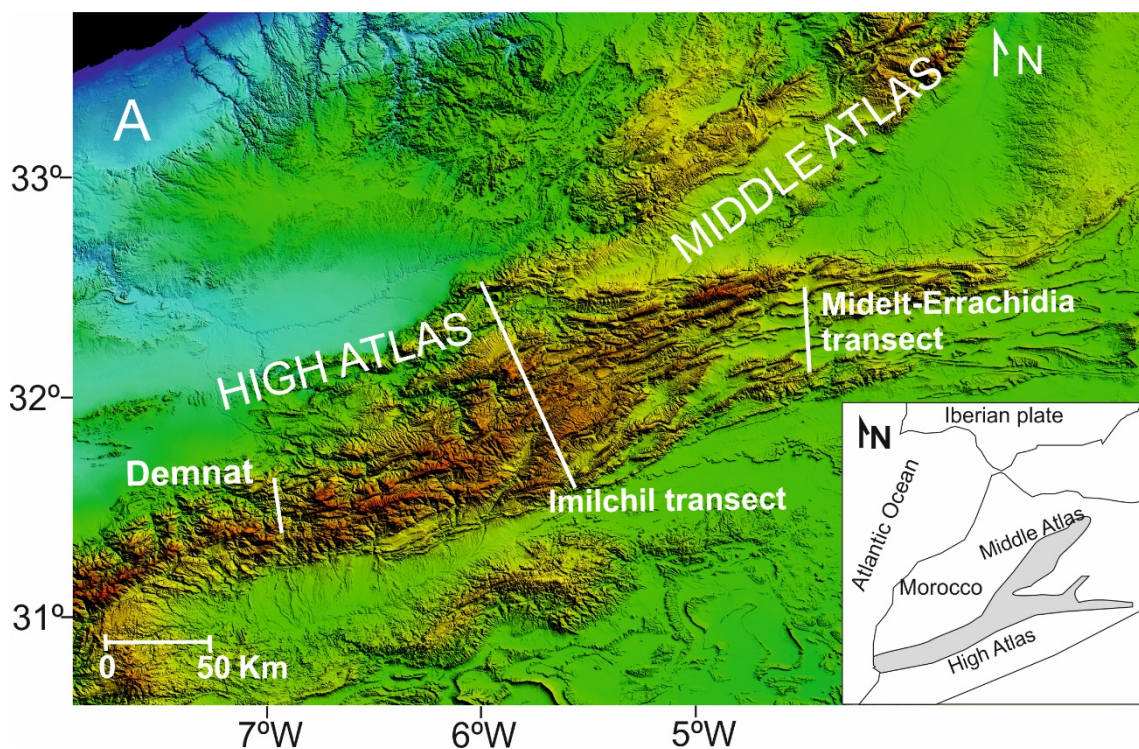 A
N
MIDDLE ATLAS
33º
HIGH ATLAS
Midelt-Errachidia
transect
32º
Demnat
Imilchil transect
31º
0
50 Km
7ºW
6ºW
5ºW
N
Iberian plate
Atlantic Ocean
Middle Atlas
Morocco
High Atlas